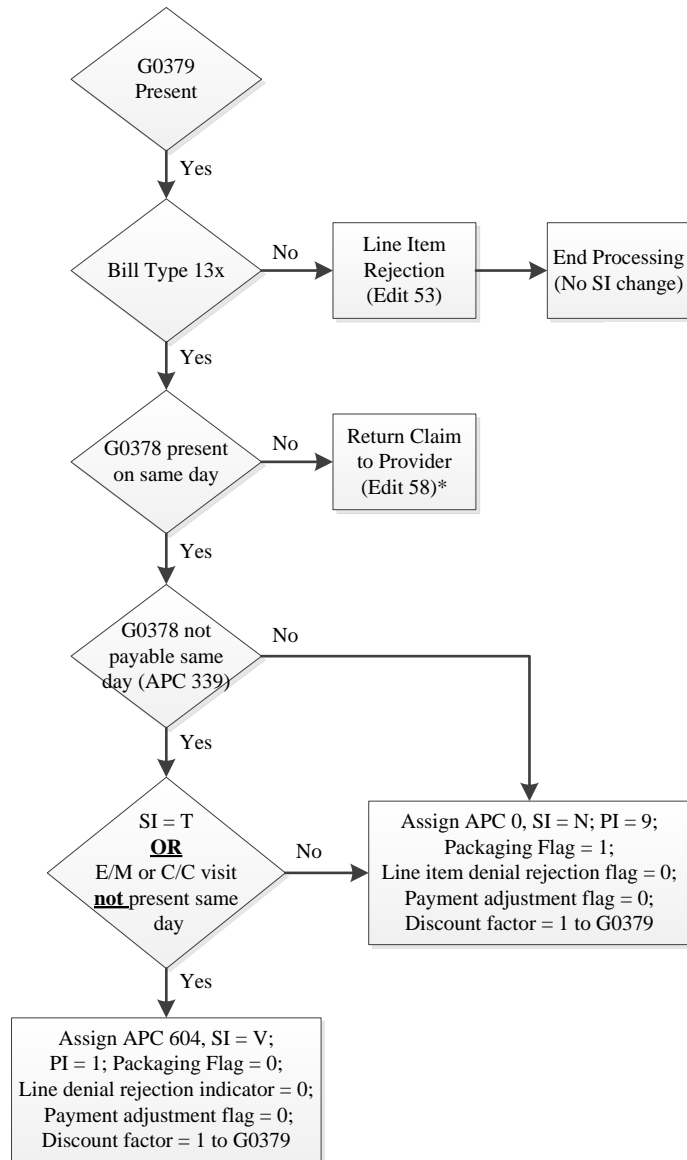 G0379
Present
Yes
Bill Type 13x
No
Line Item
Rejection
(Edit 53)
End Processing
(No SI change)
Yes
G0378 present
on same day
No
Return Claim
to Provider
(Edit 58)*
Yes
G0378 not
payable same
day (APC 339)
No
Yes
SI = T
OR
E/M or C/C visit
not present same
day
No
Assign APC 0, SI = N; PI = 9;
Packaging Flag = 1;
Line item denial rejection flag = 0;
Payment adjustment flag = 0;
Discount factor = 1 to G0379
Yes
Assign APC 604, SI = V;
PI = 1; Packaging Flag = 0;
Line denial rejection indicator = 0;
Payment adjustment flag = 0;
Discount factor = 1 to G0379